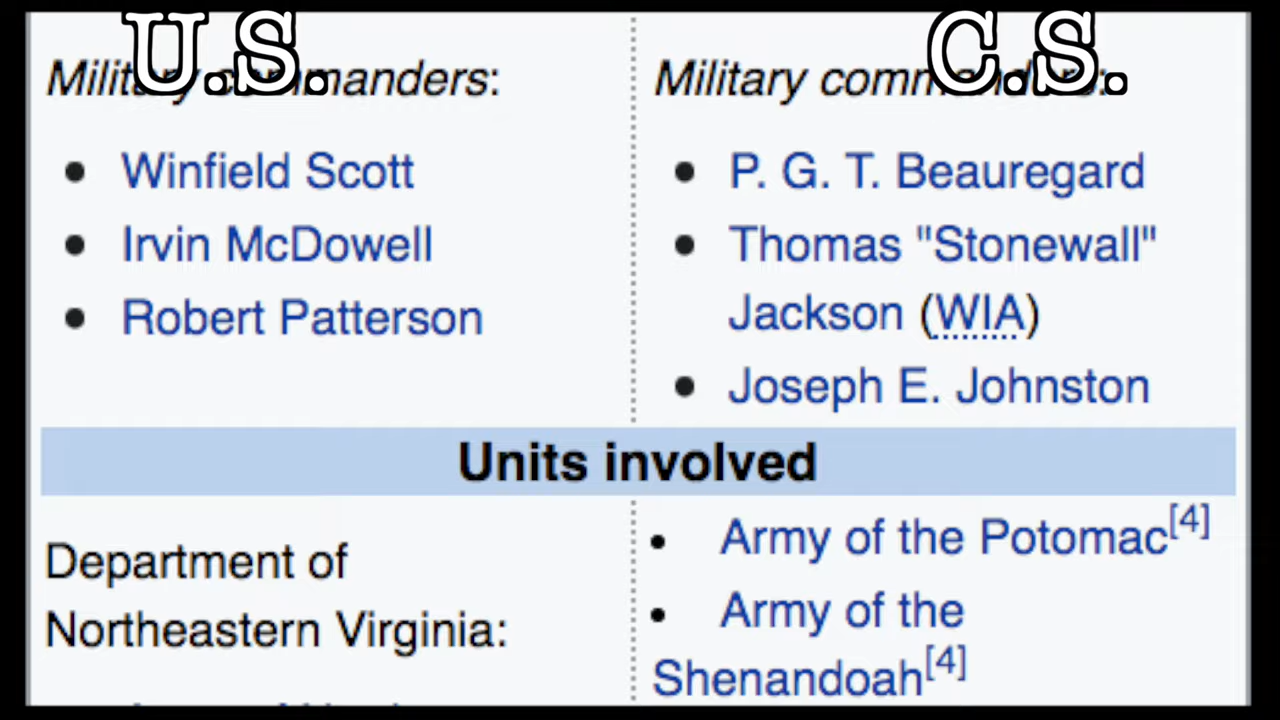 U.S.
C.S.
Military commanders:
Winfield Scott
Irvin McDowell
Robert Patterson
Military commanders:
P. G. T. Beauregard
Thomas "Stonewall"
Jackson (WIA)
Joseph E. Johnston
Units involved
Department of
Northeastern Virginia:
Army of the Potomac[4]
Army of the
Shenandoah[4]